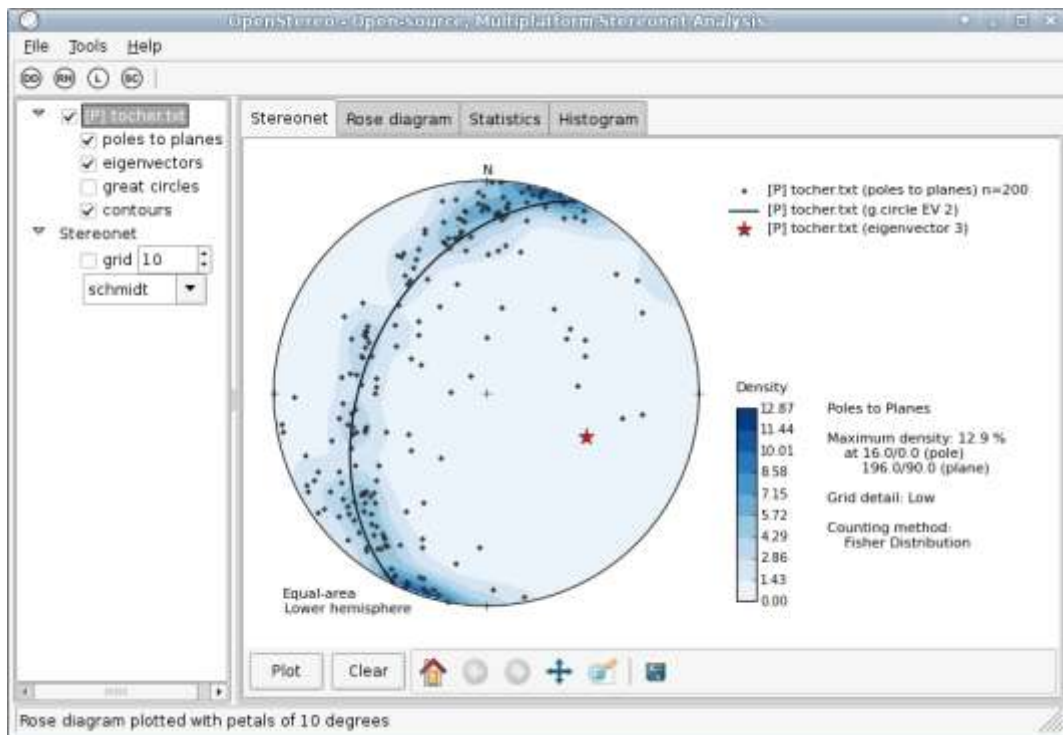 OpenStereo - Open-source, Multiplatform Stereonet Analysis
File Tools Help
DD RH L SC
[P] tocher.txt
poles to planes
eigenvectors
great circles
contours
Stereonet
grid 10
schmidt
Stereonet Rose diagram Statistics Histogram
N
[P] tocher.txt (poles to planes) n=200
[P] tocher.txt (g.circle EV 2)
[P] tocher.txt (eigenvector 3)
Equal-area
Lower hemisphere
Density
12.87
11.44
10.01
8.58
7.15
5.72
4.29
2.86
1.43
0.00
Poles to Planes
Maximum density: 12.9 %
at 16.0/0.0 (pole)
196.0/90.0 (plane)
Grid detail: Low
Counting method:
Fisher Distribution
Plot Clear
Rose diagram plotted with petals of 10 degrees